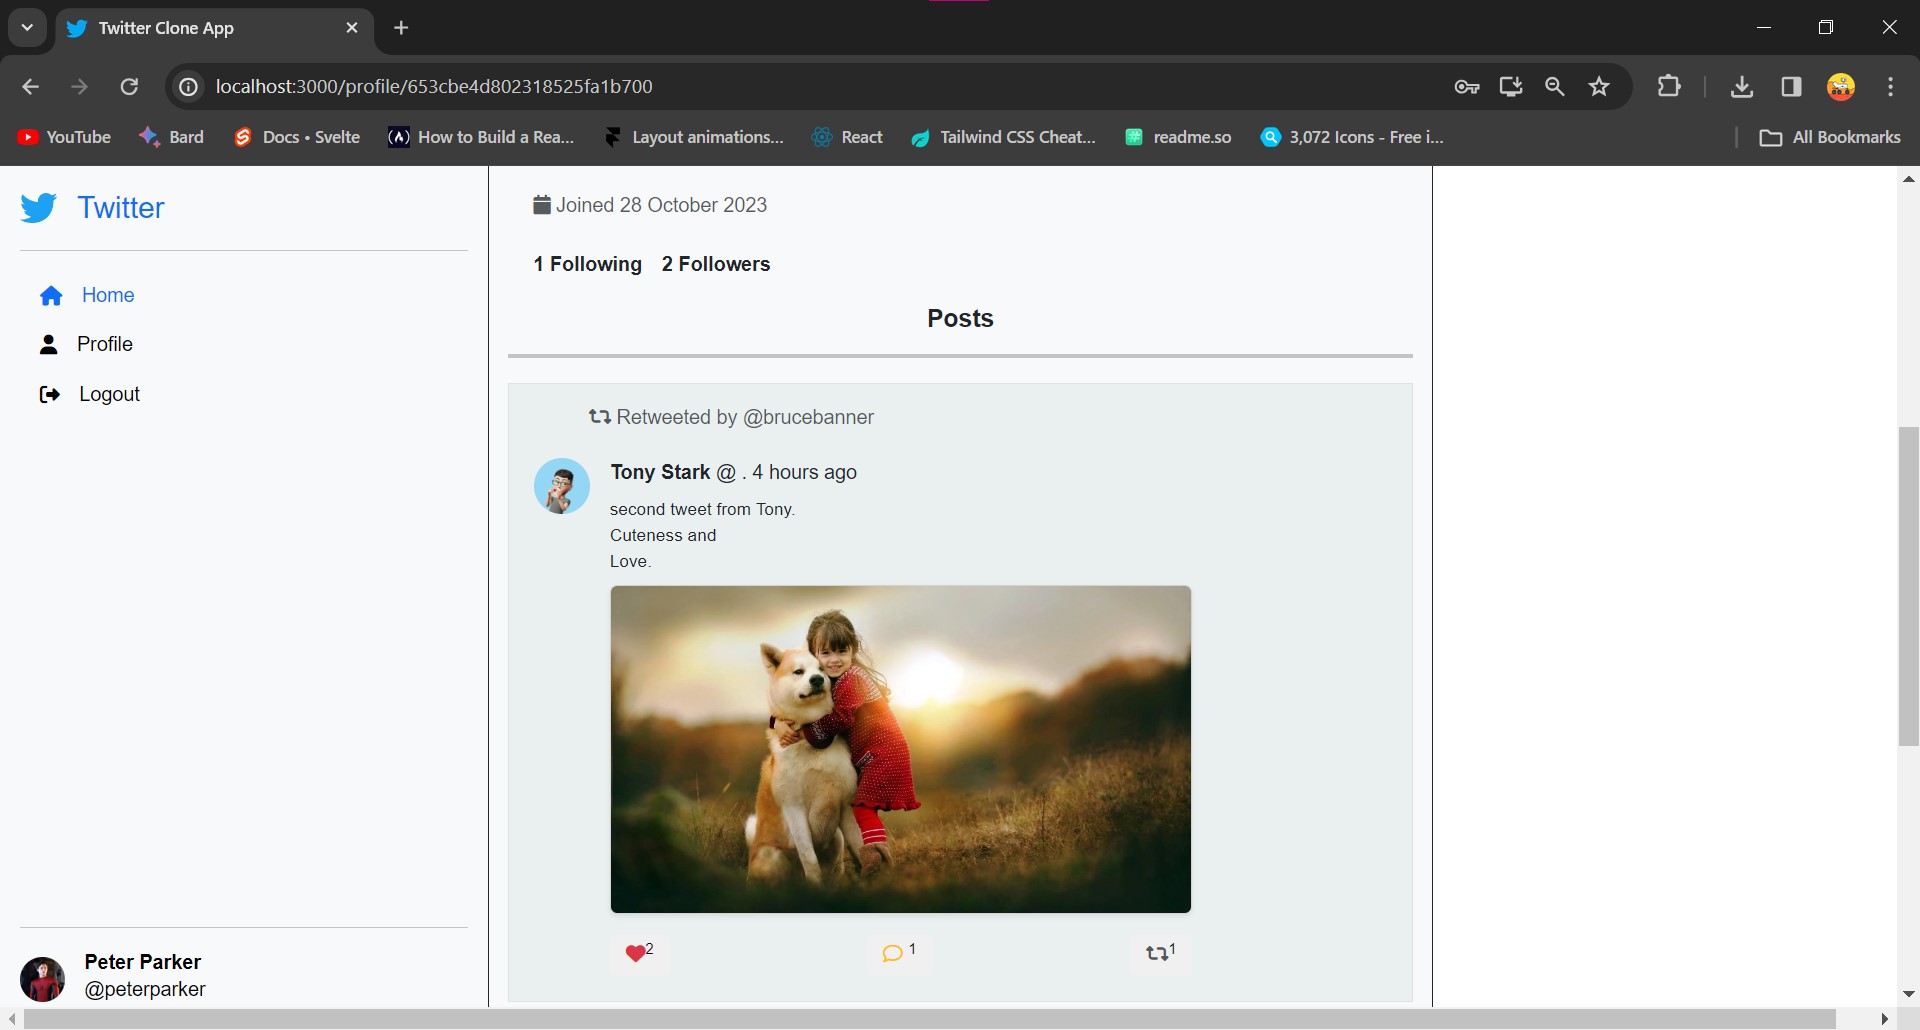 Twitter Clone App
localhost:3000/profile/653cbe4d802318525fa1b700
YouTube
Bard
Docs • Svelte
How to Build a Rea...
Layout animations...
React
Tailwind CSS Cheat...
readme.so
3,072 Icons - Free i...
All Bookmarks
Twitter
Home
Profile
Logout
Peter Parker
@peterparker
Joined 28 October 2023
1 Following 2 Followers
Posts
Retweeted by @brucebanner
Tony Stark @ . 4 hours ago
second tweet from Tony.
Cuteness and
Love.
2
1
1